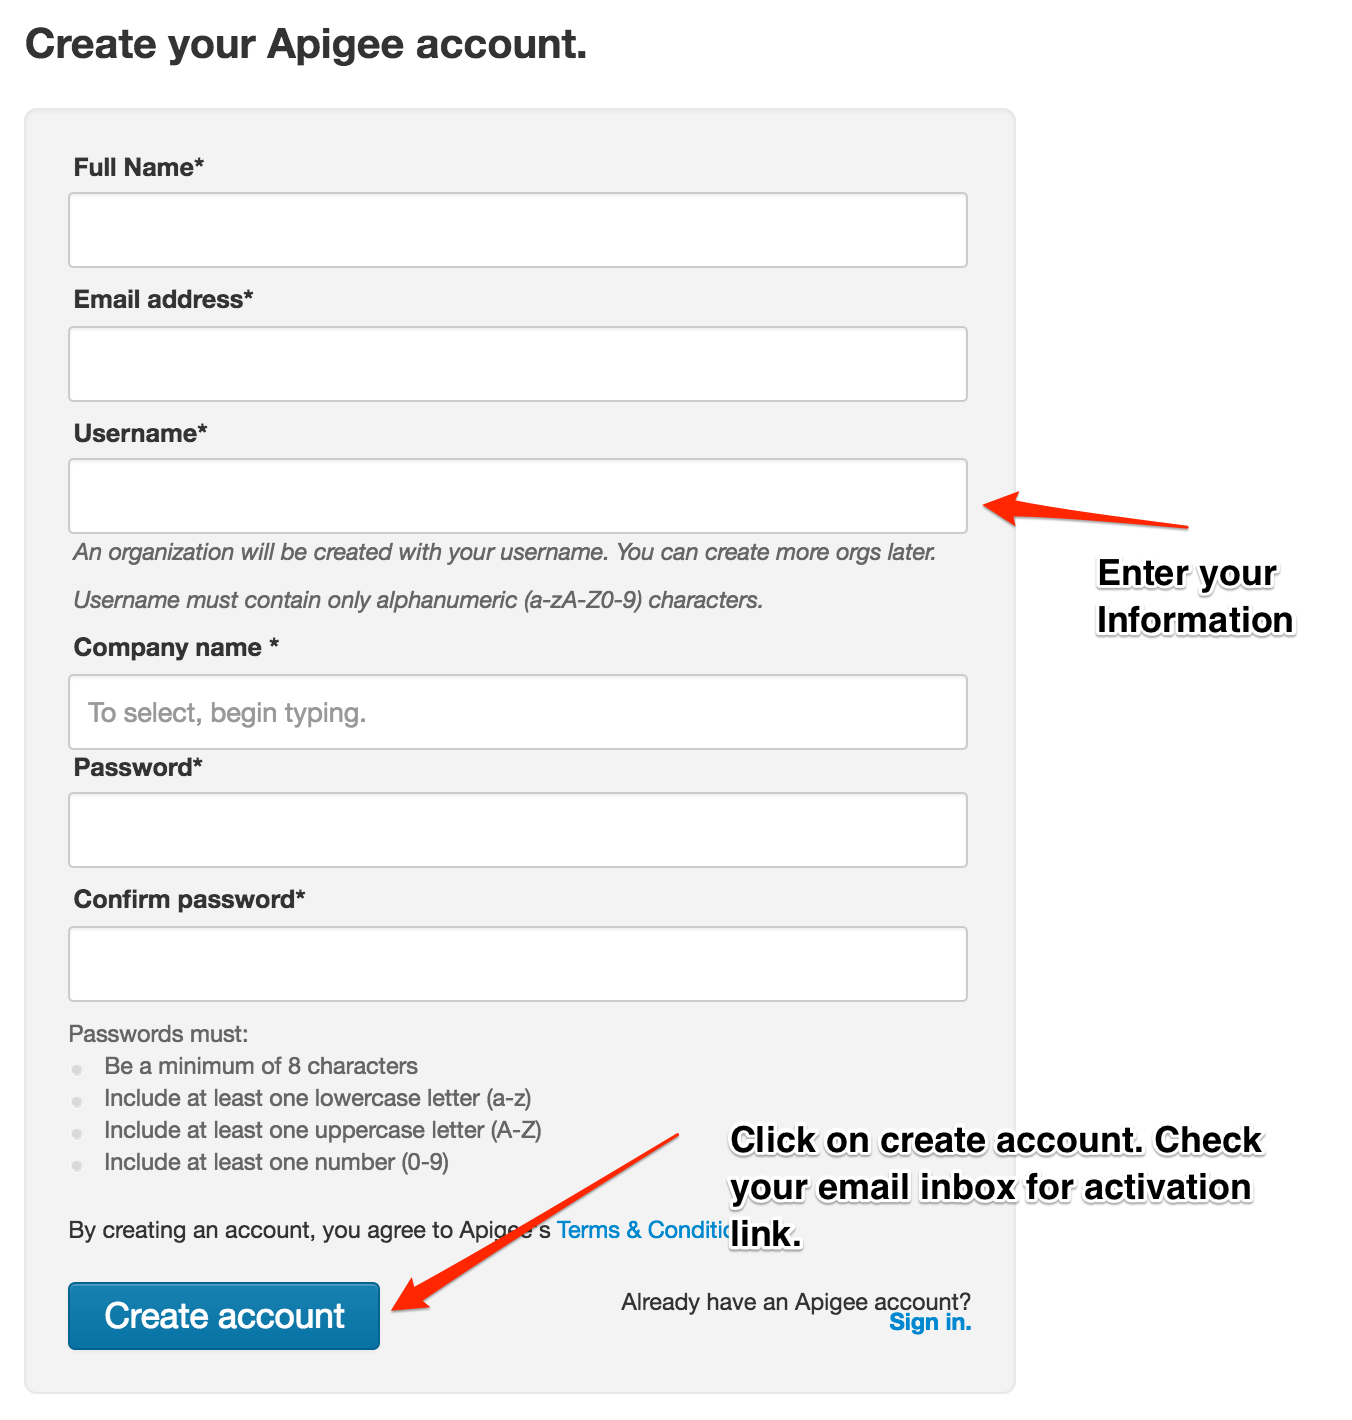 Create your Apigee account.
Full Name*
Email address*
Username*
An organization will be created with your username. You can create more orgs later.
Username must contain only alphanumeric (a-zA-Z0-9) characters.
Enter your
Information
Company name *
To select, begin typing.
Password*
Confirm password*
Passwords must:
Be a minimum of 8 characters
Include at least one lowercase letter (a-z)
Include at least one uppercase letter (A-Z)
Include at least one number (0-9)
Click on create account. Check
your email inbox for activation
link.
By creating an account, you agree to Apigee's Terms &
Create account
Already have an Apigee account?
Sign in.